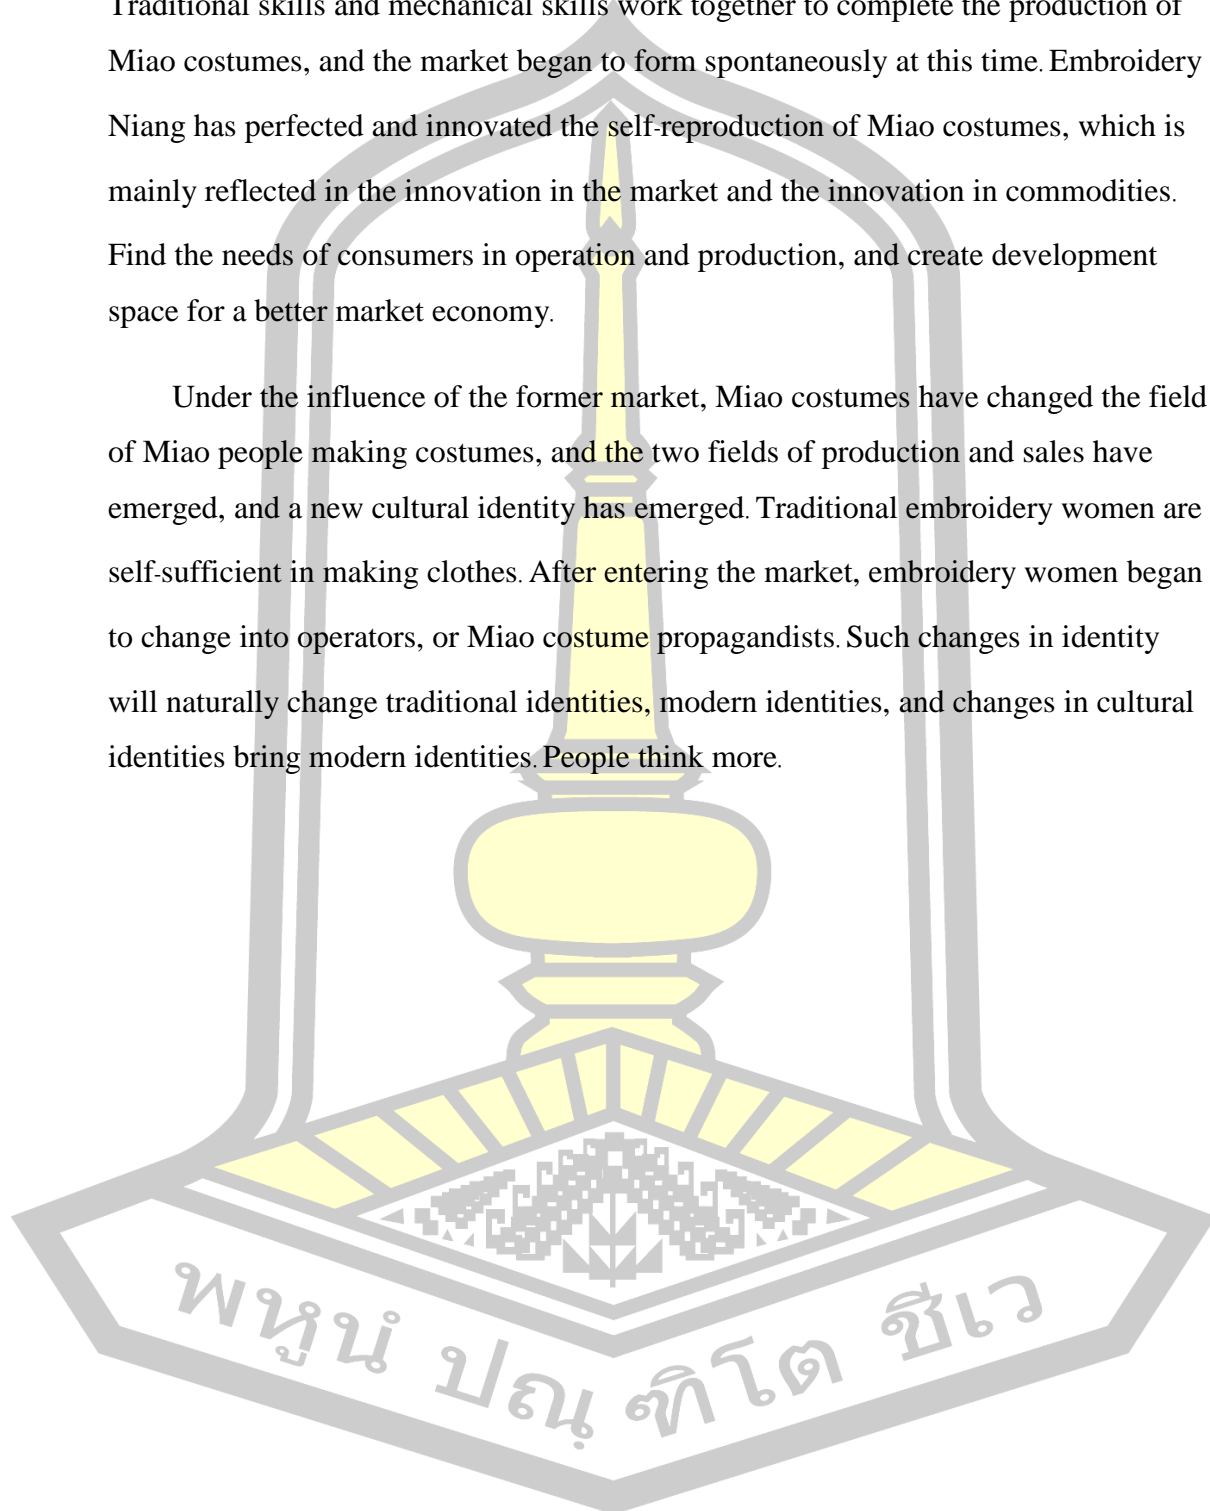 Traditional skills and mechanical skills work together to complete the production of
Miao costumes, and the market began to form spontaneously at this time. Embroidery
Niang has perfected and innovated the self-reproduction of Miao costumes, which is
mainly reflected in the innovation in the market and the innovation in commodities.
Find the needs of consumers in operation and production, and create development
space for a better market economy.
Under the influence of the former market, Miao costumes have changed the field
of Miao people making costumes, and the two fields of production and sales have
emerged, and a new cultural identity has emerged. Traditional embroidery women are
self-sufficient in making clothes. After entering the market, embroidery women began
to change into operators, or Miao costume propagandists. Such changes in identity
will naturally change traditional identities, modern identities, and changes in cultural
identities bring modern identities. People think more.
พหูนํ ปณฺ ฑิโต ชีเว